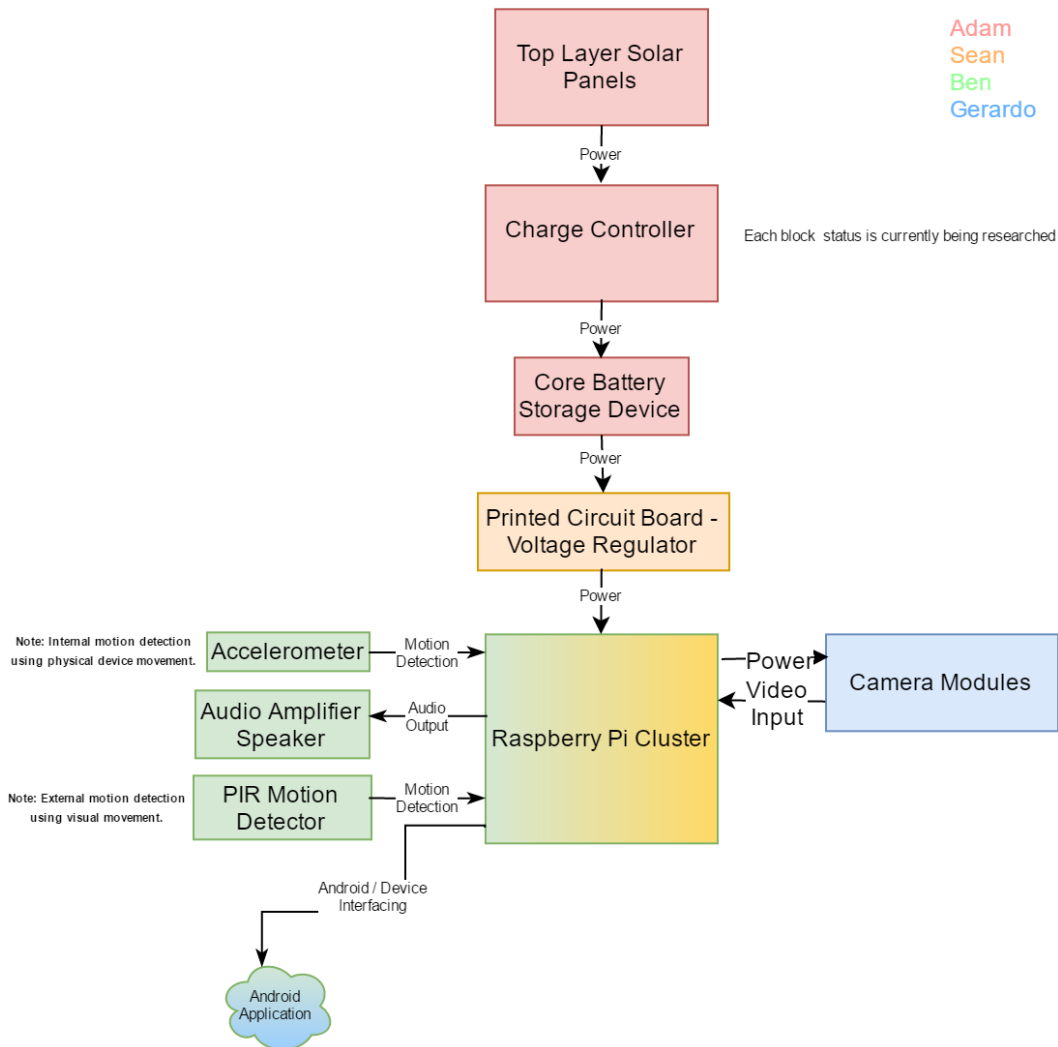 Adam
Sean
Ben
Gerardo
Top Layer Solar
Panels
Power
Charge Controller
Each block status is currently being researched
Power
Core Battery
Storage Device
Power
Printed Circuit Board -
Voltage Regulator
Power
Note: Internal motion detection
using physical device movement.
Accelerometer
Motion
Detection
Audio Amplifier
Speaker
Audio
Output
Raspberry Pi Cluster
Power
Video
Input
Camera Modules
Note: External motion detection
using visual movement.
PIR Motion
Detector
Motion
Detection
Android / Device
Interfacing
Android
Application